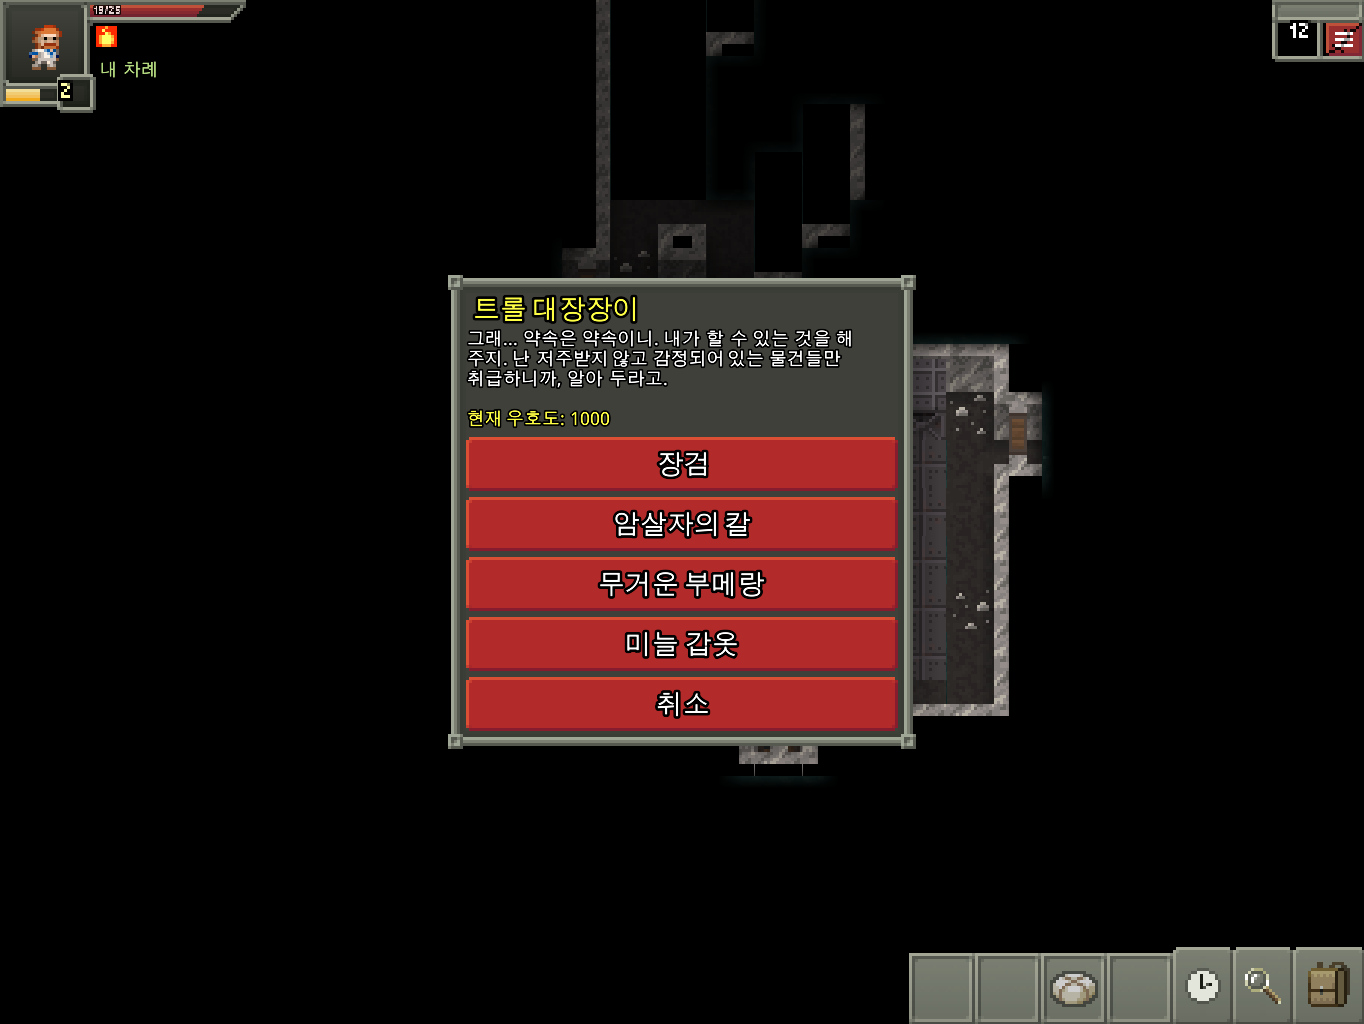 19/25
내 차례
2
12
트롤 대장장이
그래... 약속은 약속이니. 내가 할 수 있는 것을 해
주지. 난 저주받지 않고 감정되어 있는 물건들만
취급하니까, 알아 두라고.
현재 우호도: 1000
장검
암살자의 칼
무거운 부메랑
미늘 갑옷
취소